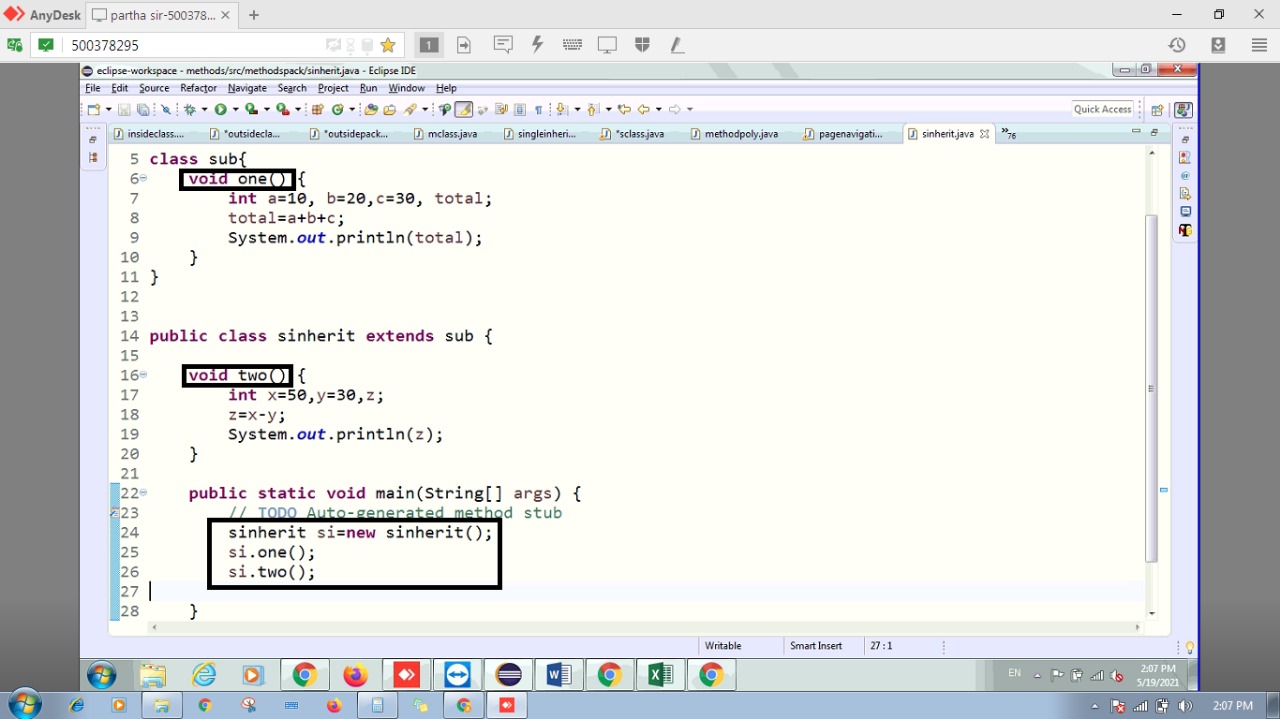 AnyDesk partha sir-500378...
500378295 1
eclipse-workspace - methods/src/methodspack/sinherit.java - Eclipse IDE
File Edit Source Refactor Navigate Search Project Run Window Help
Quick Access
insideclass.... *outsidecla... *outsidepack... mclass.java singleinheri... *sclass.java methodpoly.java pagenavigati... sinherit.java »76
5 class sub{
6 void one() {
7 int a=10, b=20,c=30, total;
8 total=a+b+c;
9 System.out.println(total);
10 }
11 }
12
13
14 public class sinherit extends sub {
15
16 void two() {
17 int x=50,y=30,z;
18 z=x-y;
19 System.out.println(z);
20 }
21
22 public static void main(String[] args) {
23 // TODO Auto-generated method stub
24 sinherit si=new sinherit();
25 si.one();
26 si.two();
27
28 }
Writable Smart Insert 27 : 1
EN 2:07 PM
5/19/2021
2:07 PM